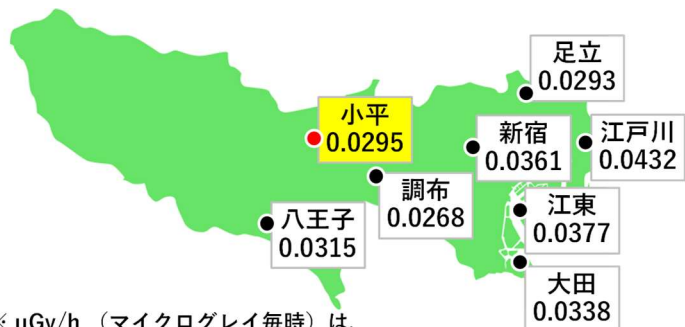 足立
0.0293
小平
0.0295
新宿
0.0361
江戸川
0.0432
調布
0.0268
八王子
0.0315
江東
0.0377
大田
0.0338
※ μGy/h （マイクログレイ毎時）は、